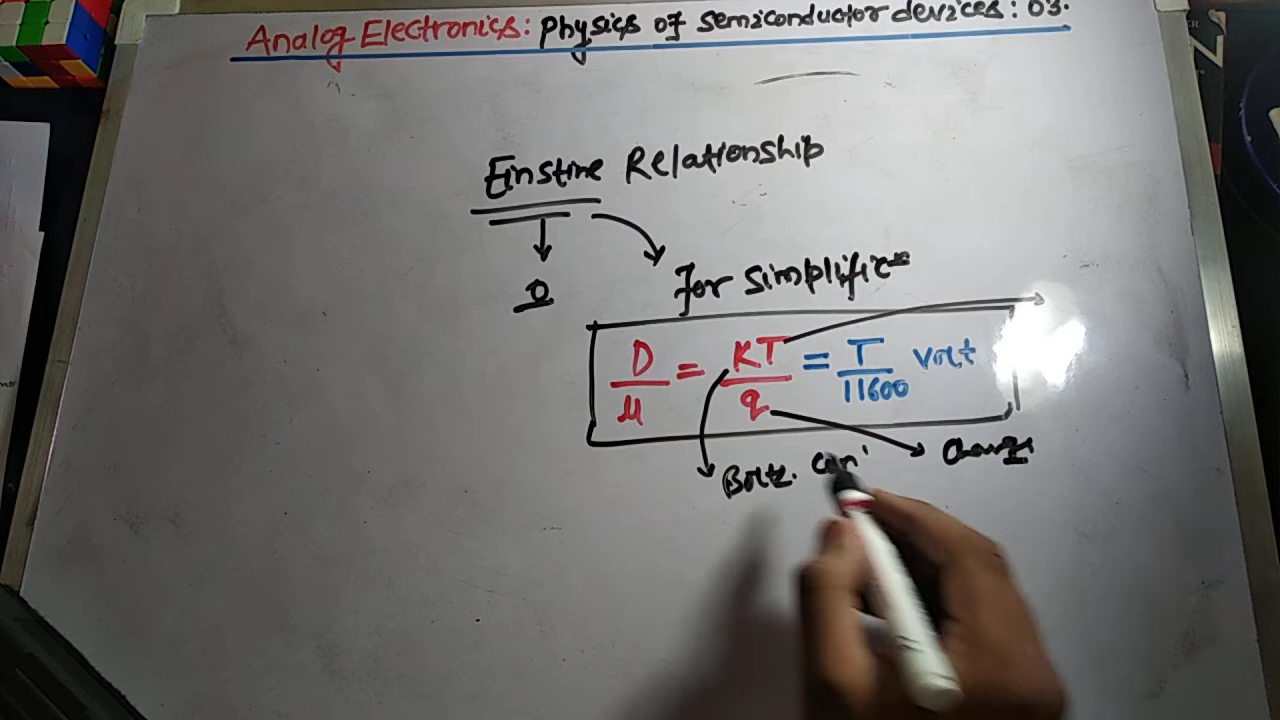 Analog Electronics: Physics of semiconductor devices: 03.
Einstine Relationship
For simplific
D/μ = KT/q = T/11600 volt
Boltz. con
Charge